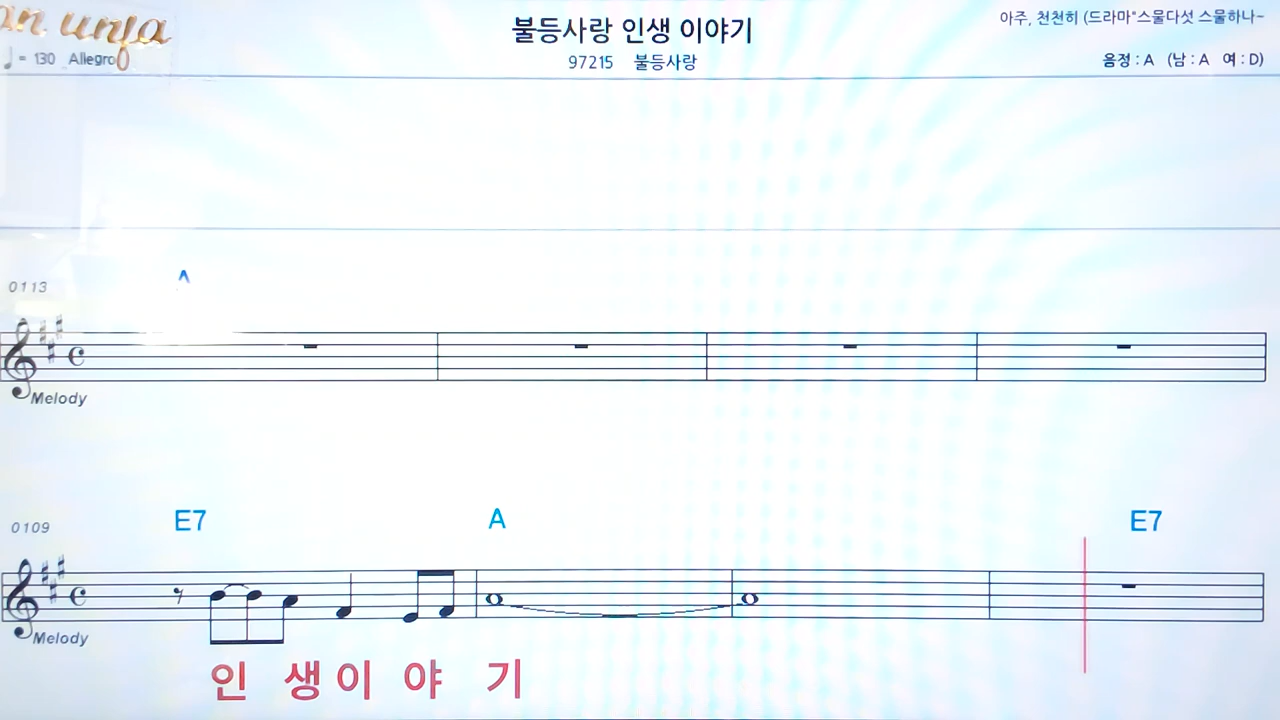 불등사랑 인생 이야기
아주, 천천히 (드라마"스물다섯 스물하나~
♩ = 130 Allegro
97215 불등사랑
음정 : A (남 : A 여 : D)
0113
A
Melody
0109
E7 A E7
Melody
인 생 이 야 기